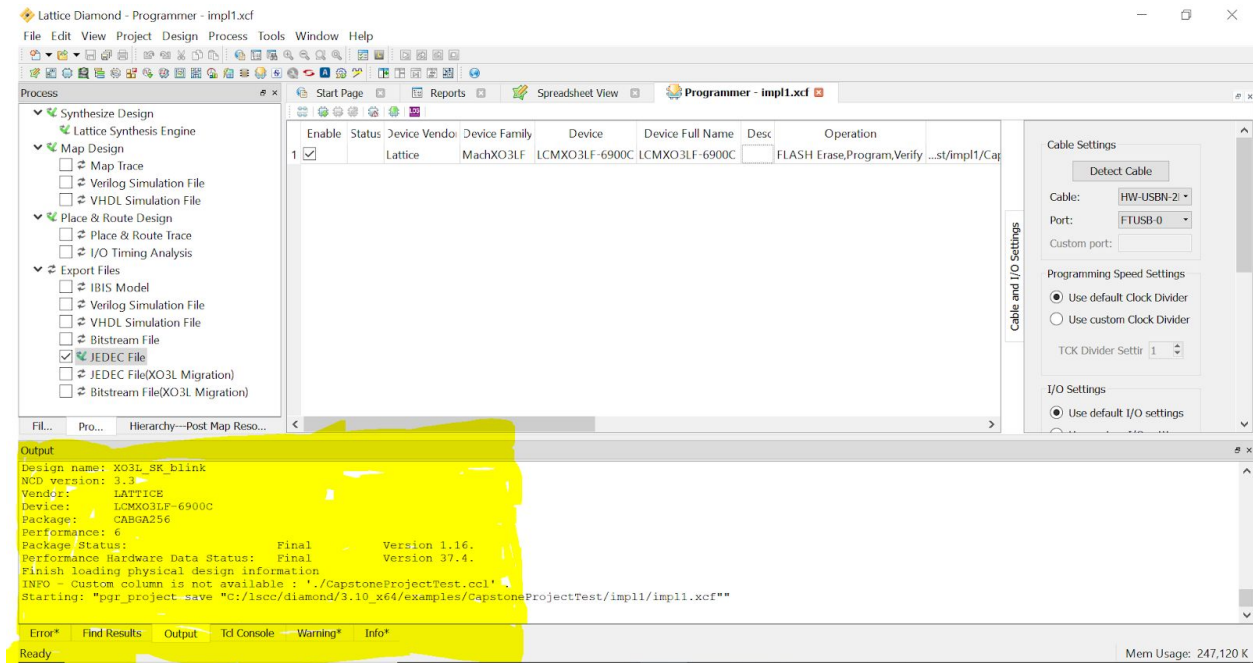 Lattice Diamond - Programmer - impl1.xcf
File Edit View Project Design Process Tools Window Help
Process
Start Page Reports Spreadsheet View Programmer - impl1.xcf
Synthesize Design
Lattice Synthesis Engine
Map Design
Map Trace
Verilog Simulation File
VHDL Simulation File
Place & Route Design
Place & Route Trace
I/O Timing Analysis
Export Files
IBIS Model
Verilog Simulation File
VHDL Simulation File
Bitstream File
JEDEC File
JEDEC File(XO3L Migration)
Bitstream File(XO3L Migration)
Fil... Pro... Hierarchy---Post Map Reso...
Enable Status Device Vendor Device Family Device Device Full Name Desc Operation
1 Lattice MachXO3LF LCMXO3LF-6900C LCMXO3LF-6900C FLASH Erase,Program,Verify ...st/impl1/Cap
Cable and I/O Settings
Cable Settings
Detect Cable
Cable: HW-USBN-2
Port: FTUSB-0
Custom port:
Programming Speed Settings
Use default Clock Divider
Use custom Clock Divider
TCK Divider Settir 1
I/O Settings
Use default I/O settings
Output
Design name: XO3L_SK_blink
NCD version: 3.3
Vendor: LATTICE
Device: LCMXO3LF-6900C
Package: CABGA256
Performance: 6
Package Status: Final Version 1.16.
Performance Hardware Data Status: Final Version 37.4.
Finish loading physical design information
INFO - Custom column is not available : './CapstoneProjectTest.ccl' .
Starting: "pgr_project save "C:/lscc/diamond/3.10_x64/examples/CapstoneProjectTest/impl1/impl1.xcf""
Error* Find Results Output Tcl Console Warning* Info*
Ready
Mem Usage: 247,120 K